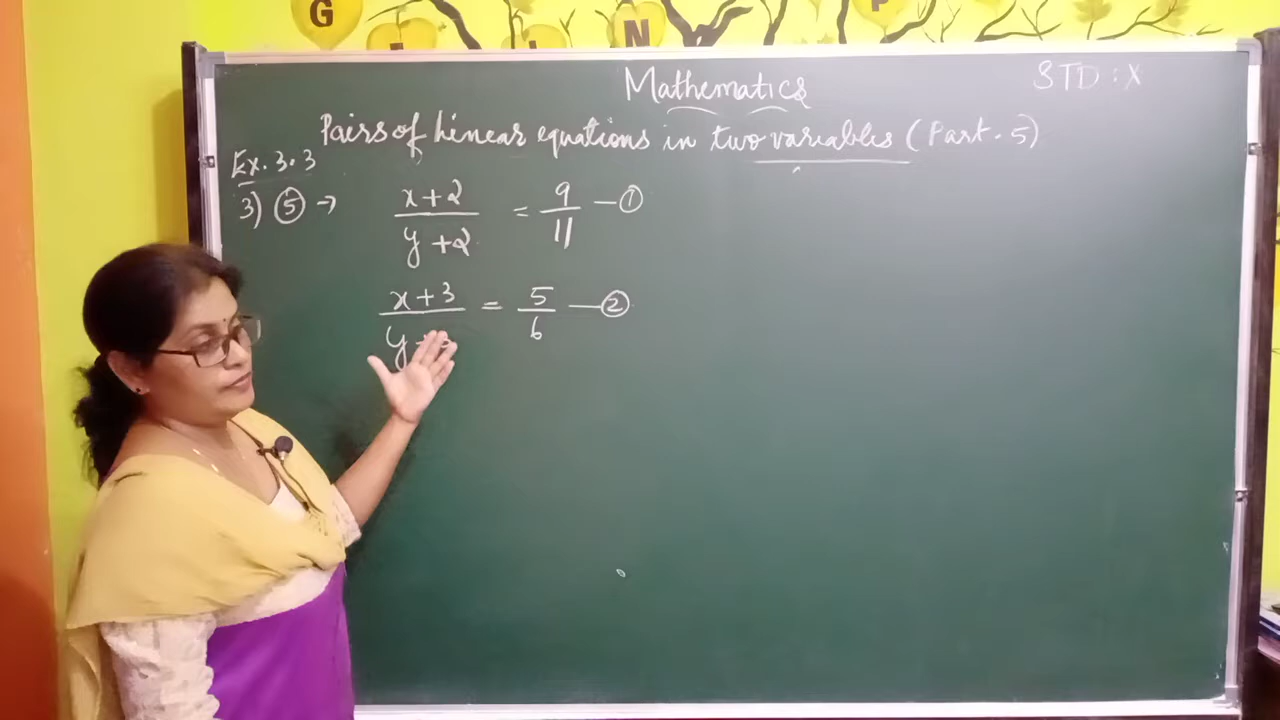 G I I N P
Mathematics
STD : X
Pairs of Linear equations in two variables (Part - 5)
Ex. 3.3
3) ⑤ →
x+2 / y+2 = 9/11 — ①
x+3 / y+ = 5/6 — ②